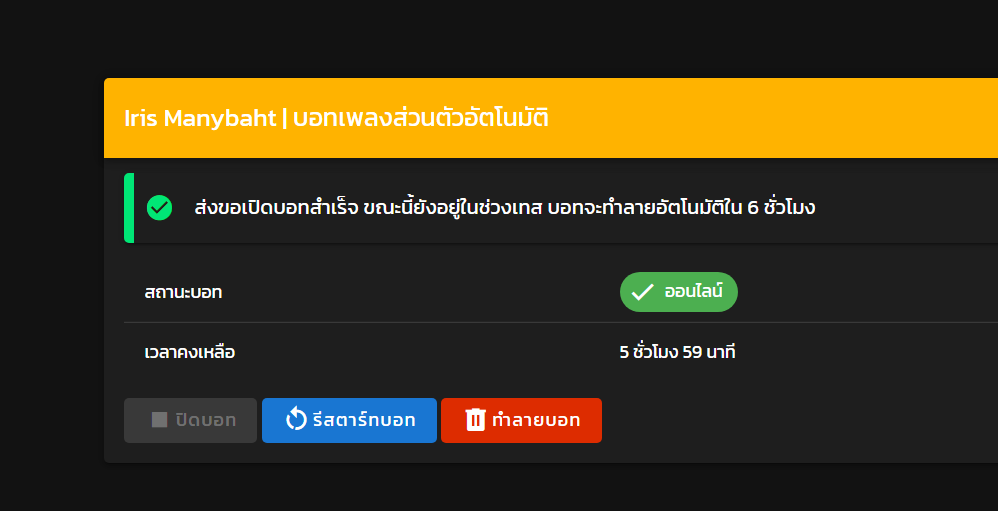 Iris Manybaht | บอทเพลงส่วนตัวอัตโนมัติ
ส่งขอเปิดบอทสำเร็จ ขณะนี้ยังอยู่ในช่วงเทส บอทจะทำลายอัตโนมัติใน 6 ชั่วโมง
สถานะบอท ออนไลน์
เวลาคงเหลือ 5 ชั่วโมง 59 นาที
ปิดบอท รีสตาร์ทบอท ทำลายบอท